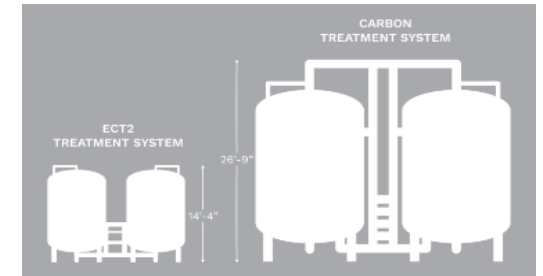 CARBON
TREATMENT SYSTEM
ECT2
TREATMENT SYSTEM
26'-9"
14'-4"